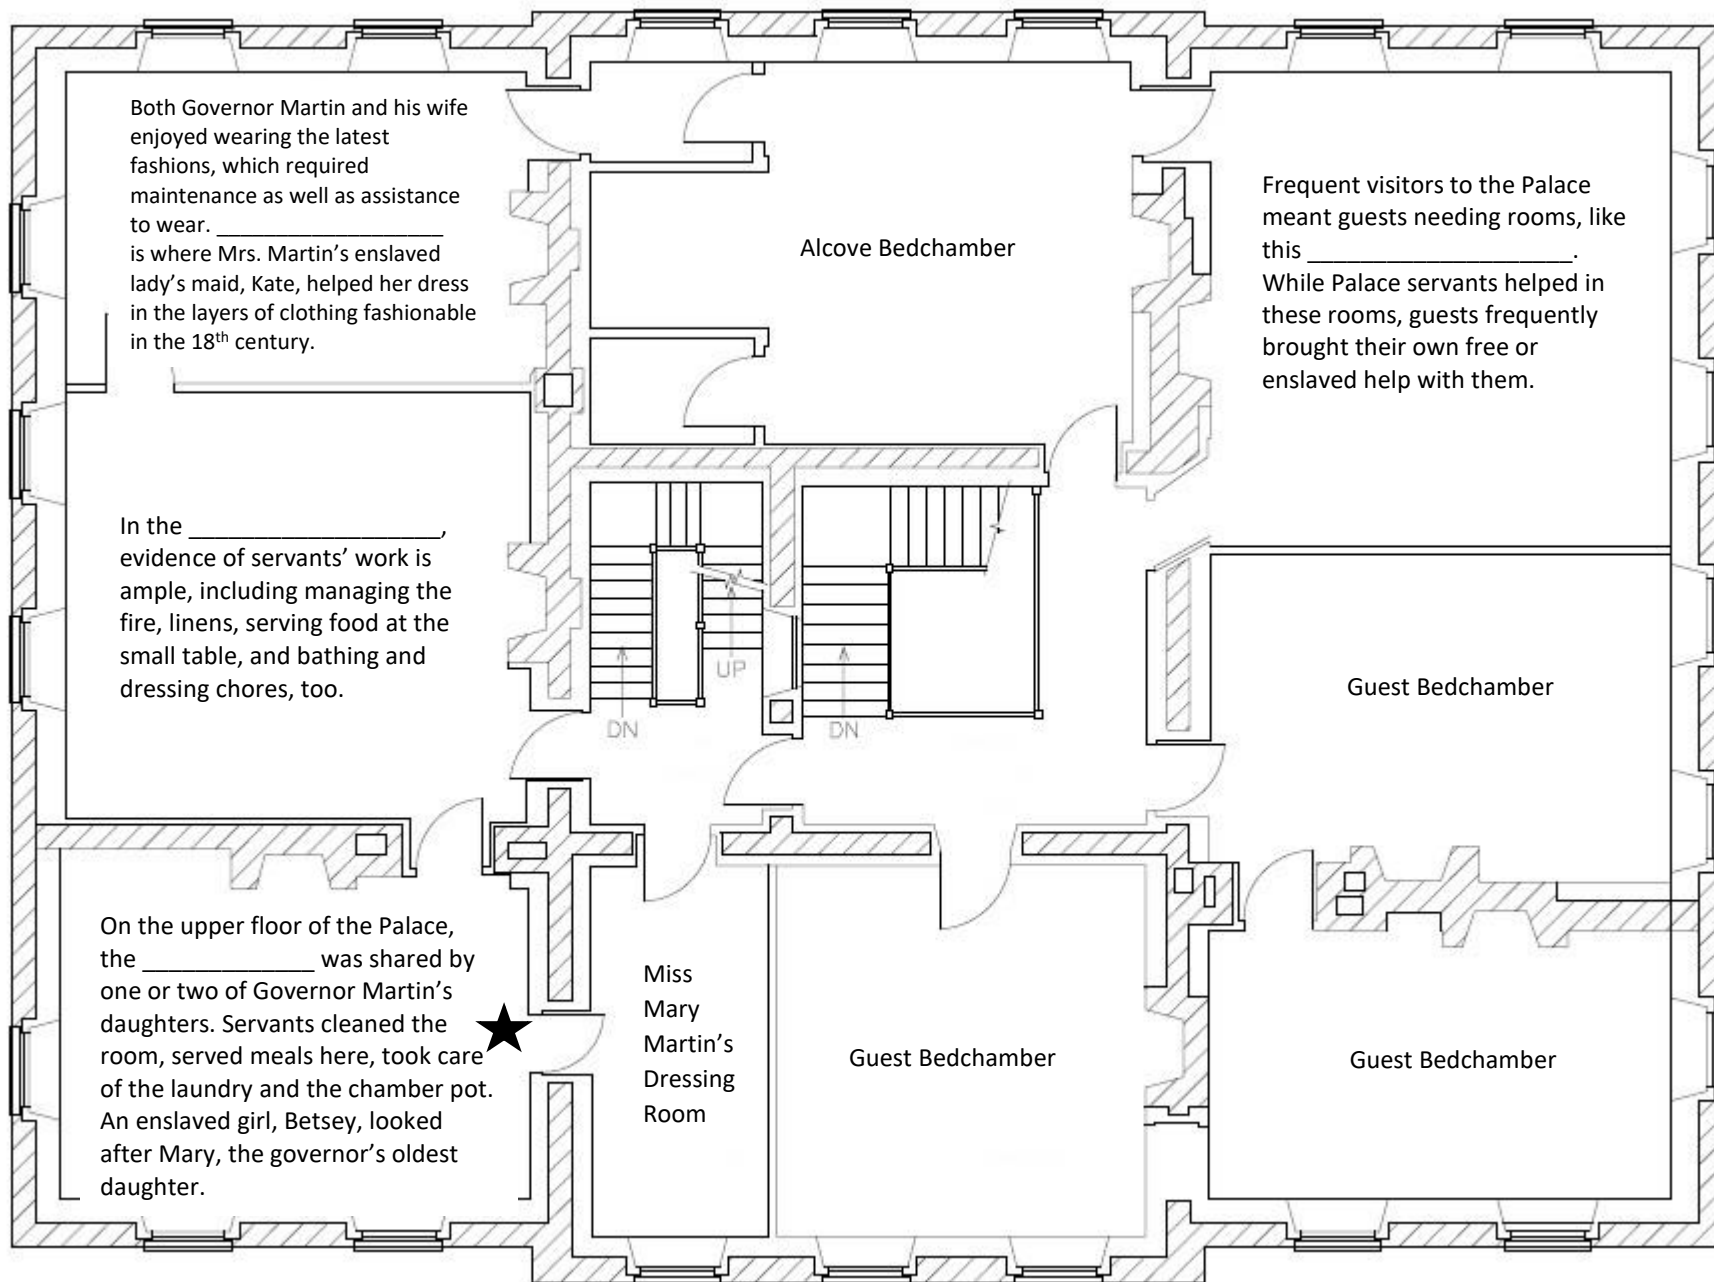 Both Governor Martin and his wife
enjoyed wearing the latest
fashions, which required
maintenance as well as assistance
to wear. ___________________
is where Mrs. Martin’s enslaved
lady’s maid, Kate, helped her dress
in the layers of clothing fashionable
in the 18th century.
Alcove Bedchamber
Frequent visitors to the Palace
meant guests needing rooms, like
this ____________________.
While Palace servants helped in
these rooms, guests frequently
brought their own free or
enslaved help with them.
In the ___________________,
evidence of servants’ work is
ample, including managing the
fire, linens, serving food at the
small table, and bathing and
dressing chores, too.
UP
DN
DN
Guest Bedchamber
On the upper floor of the Palace,
the _____________ was shared by
one or two of Governor Martin’s
daughters. Servants cleaned the
room, served meals here, took care
of the laundry and the chamber pot.
An enslaved girl, Betsey, looked
after Mary, the governor’s oldest
daughter.
Miss
Mary
Martin’s
Dressing
Room
Guest Bedchamber
Guest Bedchamber